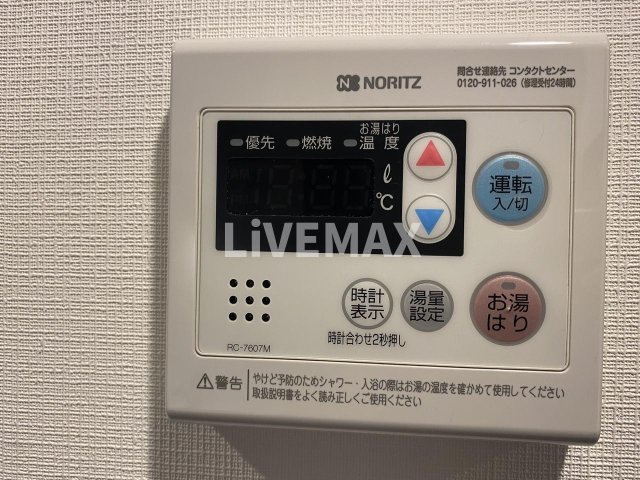 NORITZ
問合せ連絡先 コンタクトセンター
0120-911-026（修理受付24時間）
お湯はり
優先 燃焼 温度
ℓ
℃
運転
入/切
LiVEMAX
時計
表示
湯量
設定
お湯
はり
時計合わせ2秒押し
RC-7607M
警告
やけど予防のためシャワー・入浴の際はお湯の温度を確かめて使用してください
取扱説明書をよく読み正しくご使用ください